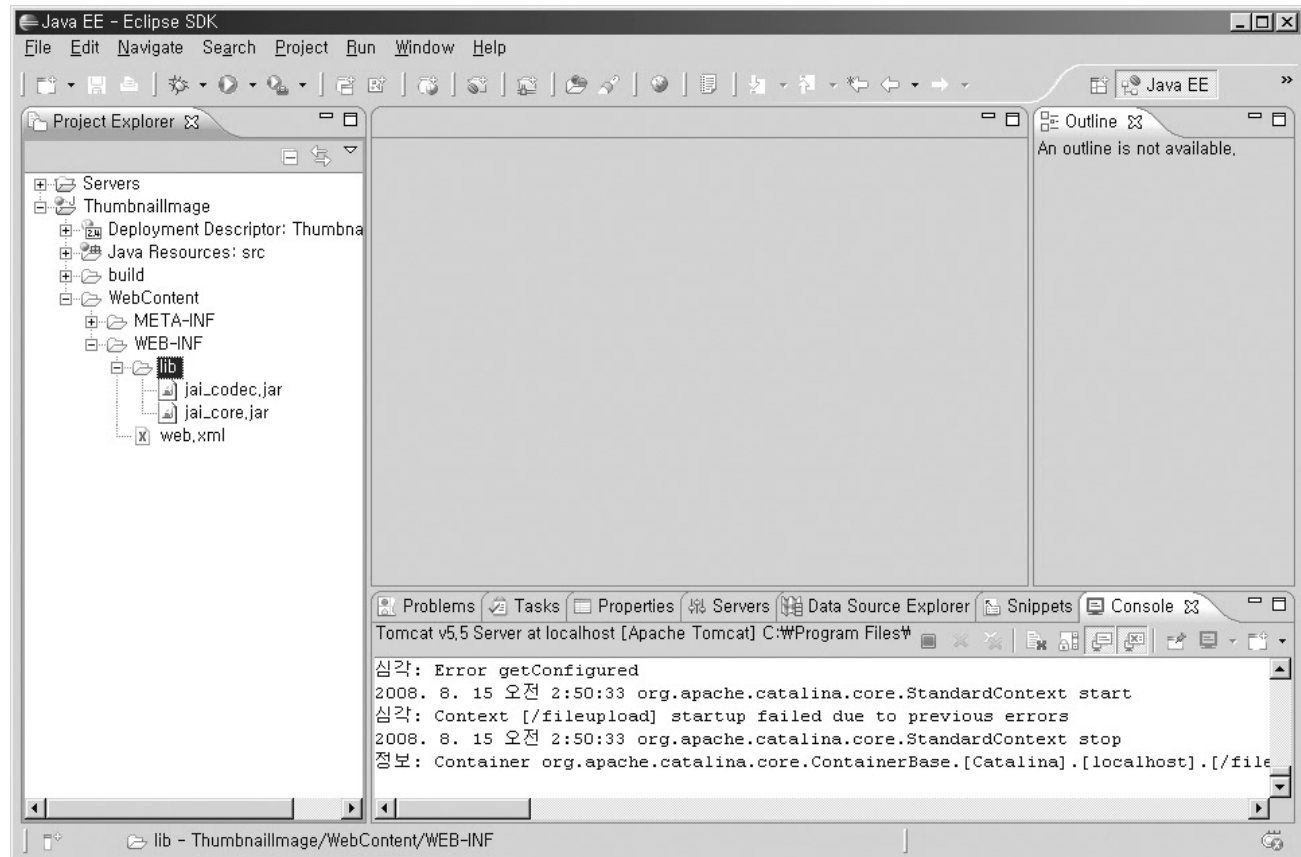 Java EE - Eclipse SDK
File Edit Navigate Search Project Run Window Help
Java EE
»
Project Explorer
Servers
ThumbnailImage
Deployment Descriptor: Thumbna
Java Resources: src
build
WebContent
META-INF
WEB-INF
lib
jai_codec.jar
jai_core.jar
web.xml
Outline
An outline is not available.
Problems Tasks Properties Servers Data Source Explorer Snippets Console
Tomcat v5.5 Server at localhost [Apache Tomcat] C:₩Program Files₩
심각: Error getConfigured
2008. 8. 15 오전 2:50:33 org.apache.catalina.core.StandardContext start
심각: Context [/fileupload] startup failed due to previous errors
2008. 8. 15 오전 2:50:33 org.apache.catalina.core.StandardContext stop
정보: Container org.apache.catalina.core.ContainerBase.[Catalina].[localhost].[/file
lib - ThumbnailImage/WebContent/WEB-INF